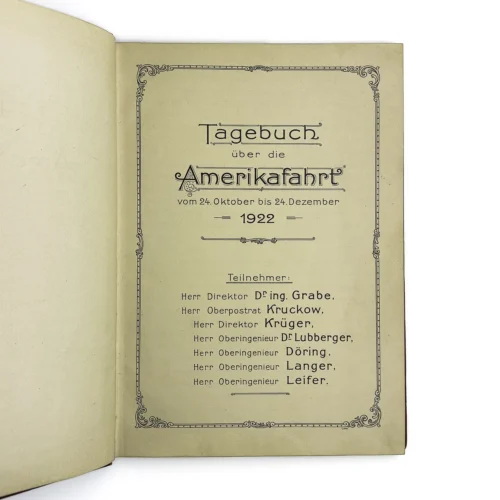 Tagebuch
über die
Amerikafahrt
vom 24. Oktober bis 24. Dezember
1922
Teilnehmer:
Herr Direktor Dr ing. Grabe,
Herr Oberpostrat Kruckow,
Herr Direktor Krüger,
Herr Oberingenieur Dr Lubberger,
Herr Oberingenieur Döring,
Herr Oberingenieur Langer,
Herr Oberingenieur Leifer.